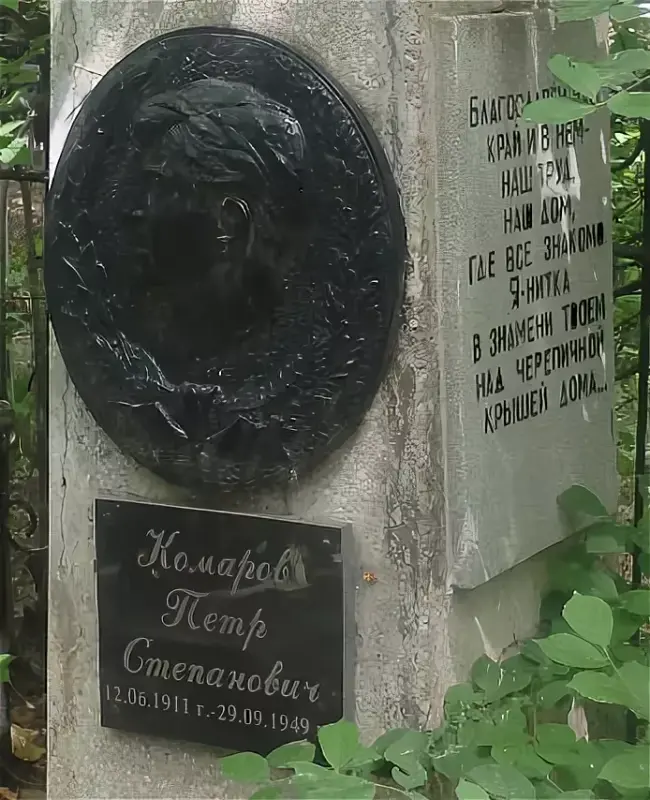 Комаров
Петр
Степанович
12.06.1911 г.-29.09.1949
КРАЙ И В НЕМ-
НАШ ТРУД,
НАШ ДОМ,
ГДЕ ВСЕ ЗНАКОМО
Я-НИТКА
В ЗНАМЕНИ ТВОЕМ
НАД ЧЕРЕПИЧНОЙ
КРЫШЕЙ ДОМА...